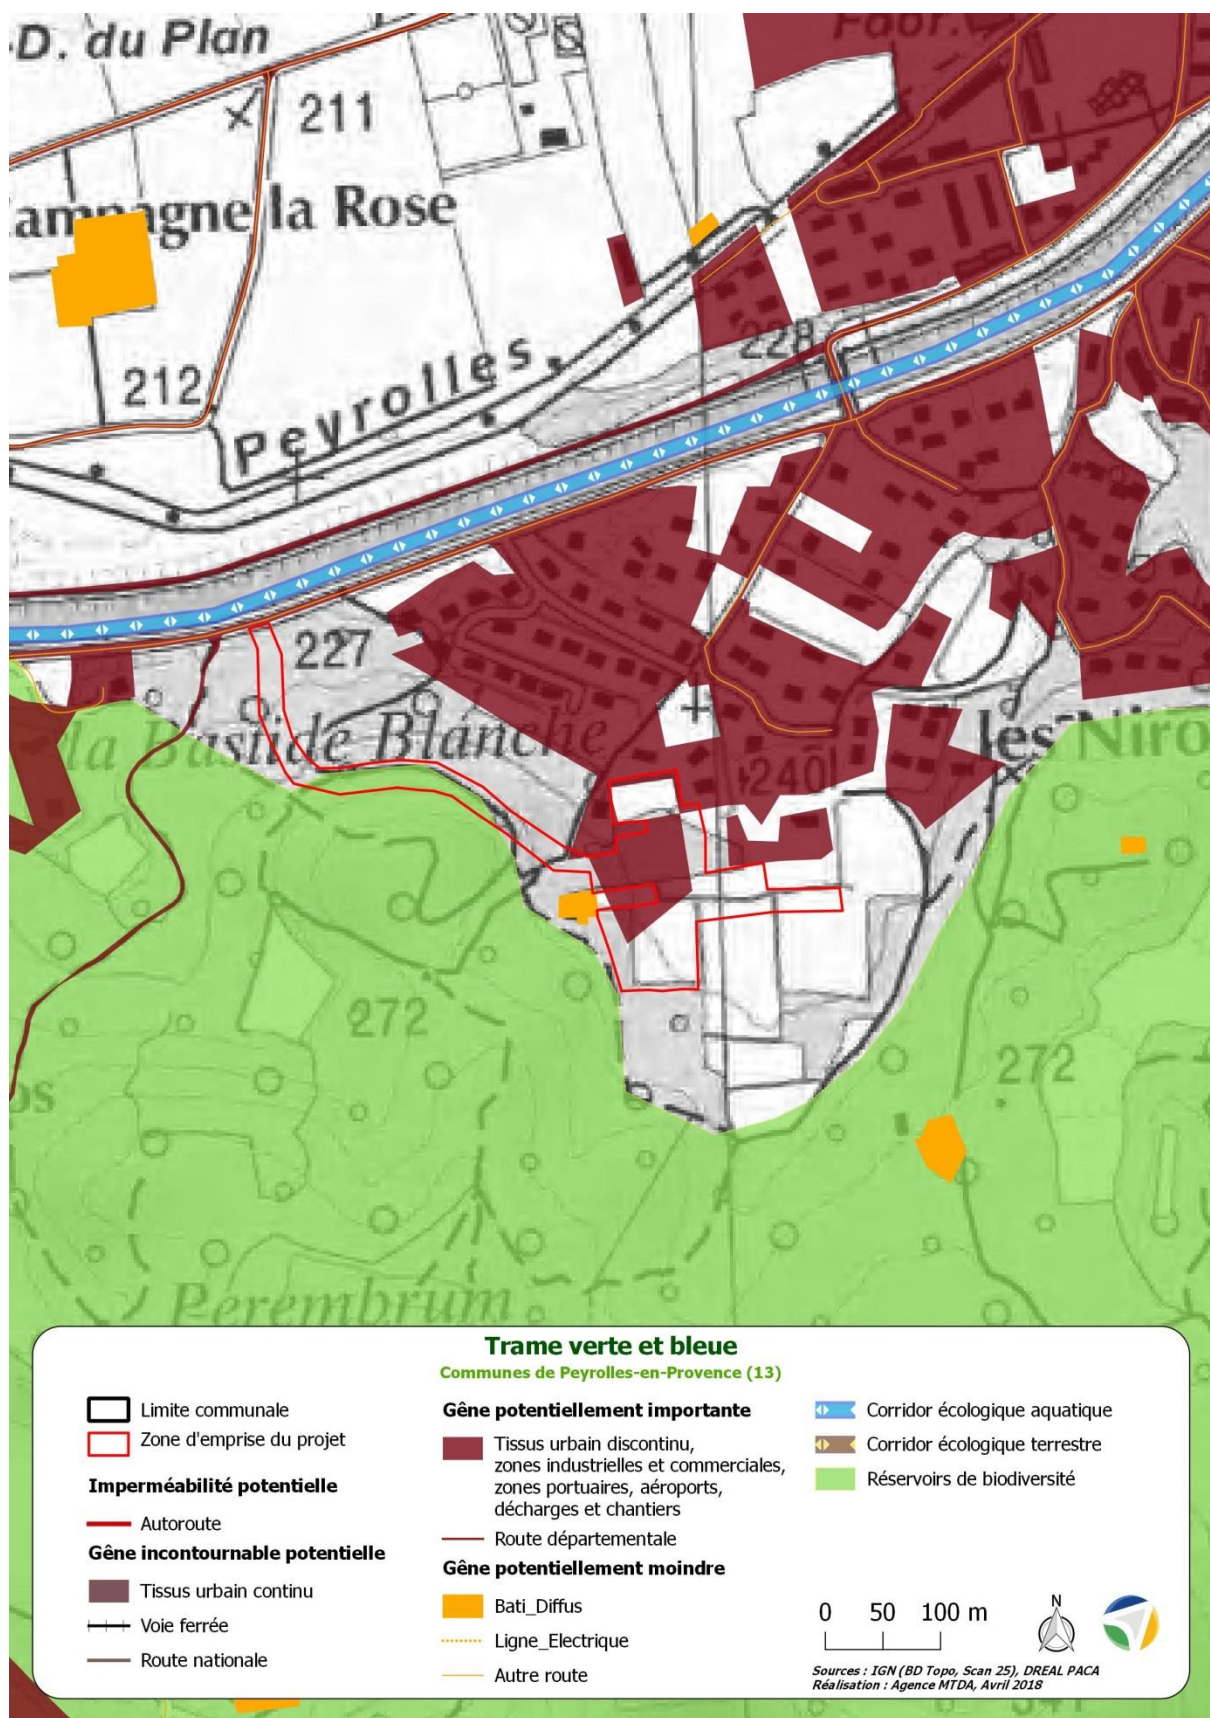 -D. du Plan
211
la Rose
212
Peyrolles
228
227
la Bastide Blanche
240
les Niro
272
272
os
Perembrum
Trame verte et bleue
Communes de Peyrolles-en-Provence (13)
Limite communale
Zone d'emprise du projet
Imperméabilité potentielle
Autoroute
Gêne incontournable potentielle
Tissus urbain continu
Voie ferrée
Route nationale
Gêne potentiellement importante
Tissus urbain discontinu,
zones industrielles et commerciales,
zones portuaires, aéroports,
décharges et chantiers
Route départementale
Gêne potentiellement moindre
Bati_Diffus
Ligne_Electrique
Autre route
Corridor écologique aquatique
Corridor écologique terrestre
Réservoirs de biodiversité
0 50 100 m
N
Sources : IGN (BD Topo, Scan 25), DREAL PACA
Réalisation : Agence MTDA, Avril 2018